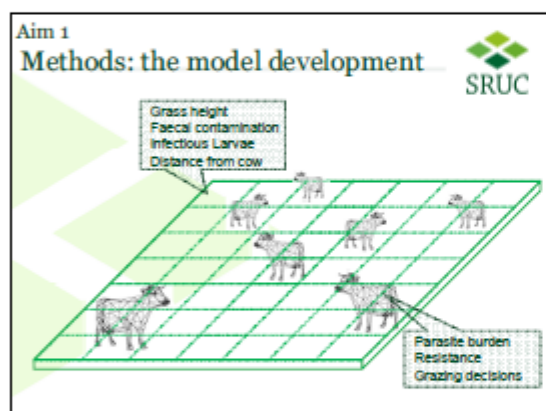 Aim 1
Methods: the model development
SRUC
Grass height
Faecal contamination
Infectious Larvae
Distance from cow
Parasite burden
Resistance
Grazing decisions